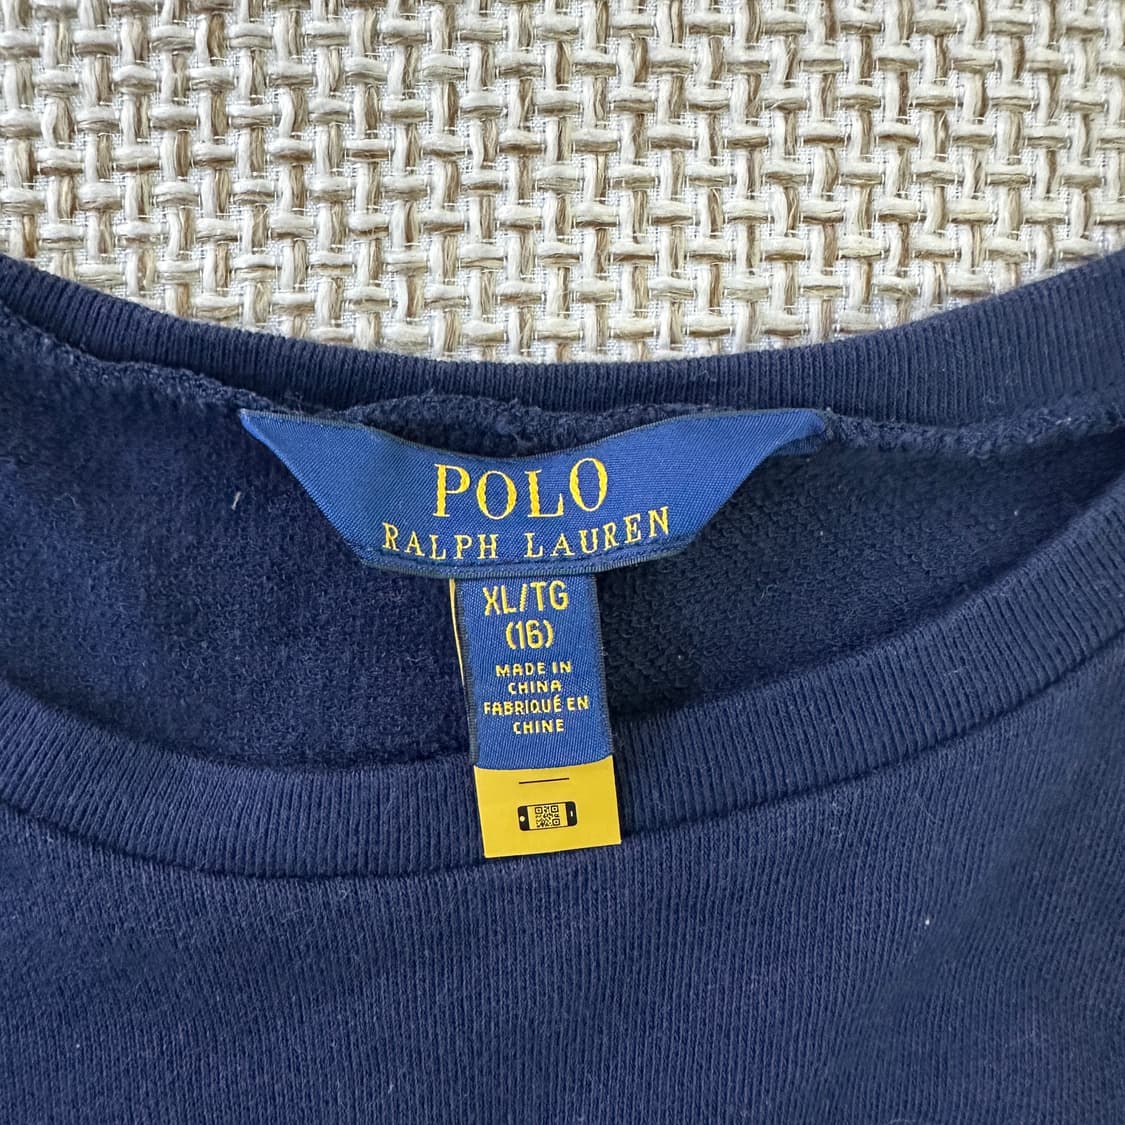 POLO
RALPH LAUREN
XL/TG
(16)
MADE IN
CHINA
FABRIQUÉ EN
CHINE